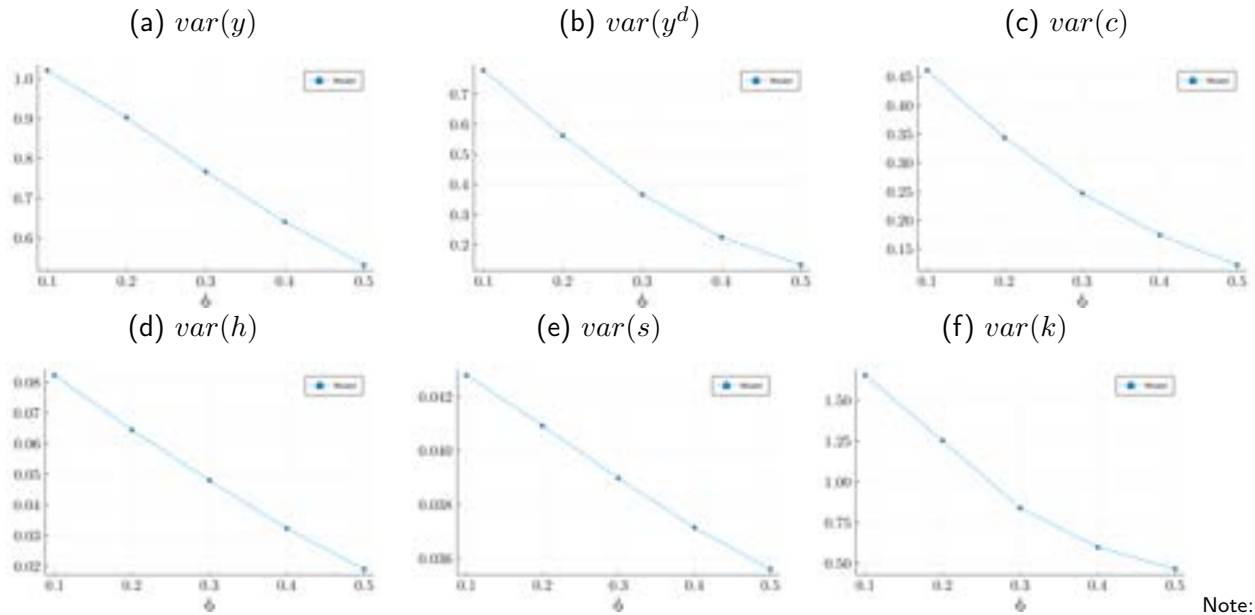 (a) var(y)
(b) var(y^d)
(c) var(c)
1.0
0.9
0.8
0.7
0.6
0.1 0.2 0.3 0.4 0.5
0.7
0.6
0.5
0.4
0.3
0.2
0.1 0.2 0.3 0.4 0.5
0.45
0.40
0.35
0.30
0.25
0.20
0.15
0.1 0.2 0.3 0.4 0.5
(d) var(h)
(e) var(s)
(f) var(k)
0.08
0.07
0.06
0.05
0.04
0.03
0.02
0.1 0.2 0.3 0.4 0.5
0.042
0.040
0.038
0.036
0.1 0.2 0.3 0.4 0.5
1.50
1.25
1.00
0.75
0.50
0.1 0.2 0.3 0.4 0.5
Note: